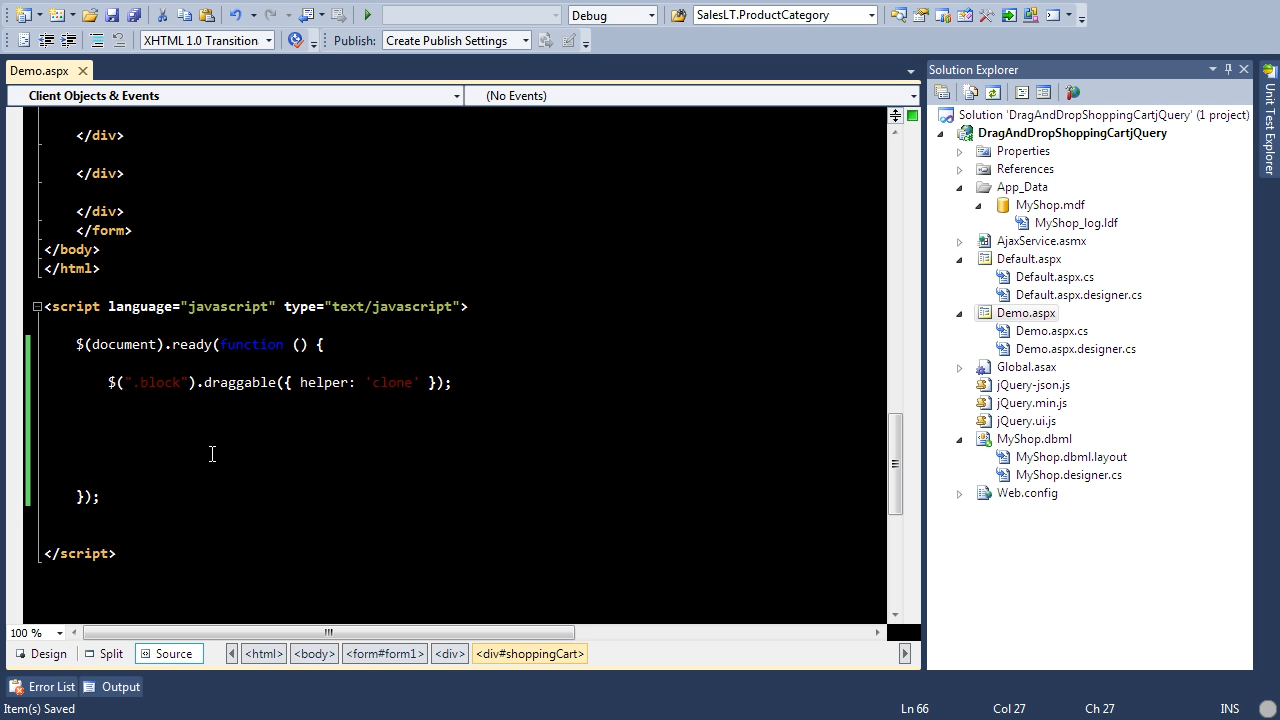 Debug
SalesLT.ProductCategory
XHTML 1.0 Transition
Publish:
Create Publish Settings
Demo.aspx
Client Objects & Events
(No Events)
</div>
</div>
</div>
</form>
</body>
</html>
<script language="javascript" type="text/javascript">
$(document).ready(function () {
$(".block").draggable({ helper: 'clone' });
});
</script>
100 %
Design
Split
Source
<html>
<body>
<form#form1>
<div>
<div#shoppingCart>
Solution Explorer
Solution 'DragAndDropShoppingCartjQuery' (1 project)
DragAndDropShoppingCartjQuery
Properties
References
App_Data
MyShop.mdf
MyShop_log.ldf
AjaxService.asmx
Default.aspx
Default.aspx.cs
Default.aspx.designer.cs
Demo.aspx
Demo.aspx.cs
Demo.aspx.designer.cs
Global.asax
jQuery-json.js
jQuery.min.js
jQuery.ui.js
MyShop.dbml
MyShop.dbml.layout
MyShop.designer.cs
Web.config
Unit Test Explorer
Error List
Output
Item(s) Saved
Ln 66
Col 27
Ch 27
INS